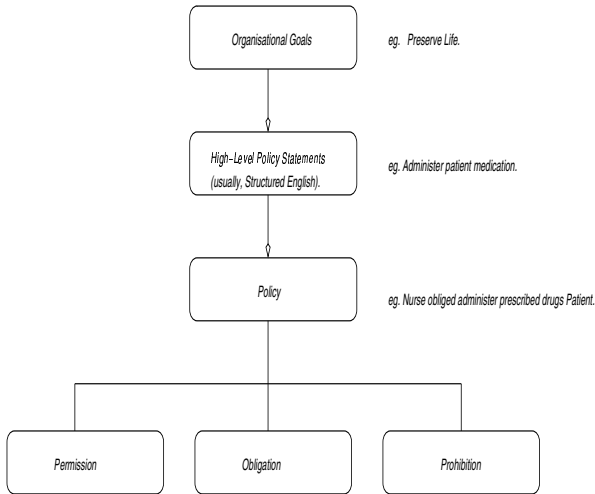 Organisational Goals
eg. Preserve Life.
High-Level Policy Statements
(usually, Structured English).
eg. Administer patient medication.
Policy
eg. Nurse obliged administer prescribed drugs Patient.
Permission
Obligation
Prohibition